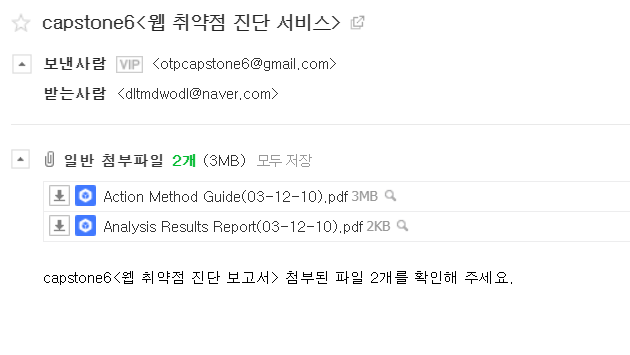 capstone6<웹 취약점 진단 서비스>
보낸사람 VIP <otpcapstone6@gmail.com>
받는사람 <dltmdwodl@naver.com>
일반 첨부파일 2개 (3MB) 모두 저장
Action Method Guide(03-12-10).pdf 3MB
Analysis Results Report(03-12-10).pdf 2KB
capstone6<웹 취약점 진단 보고서> 첨부된 파일 2개를 확인해 주세요.